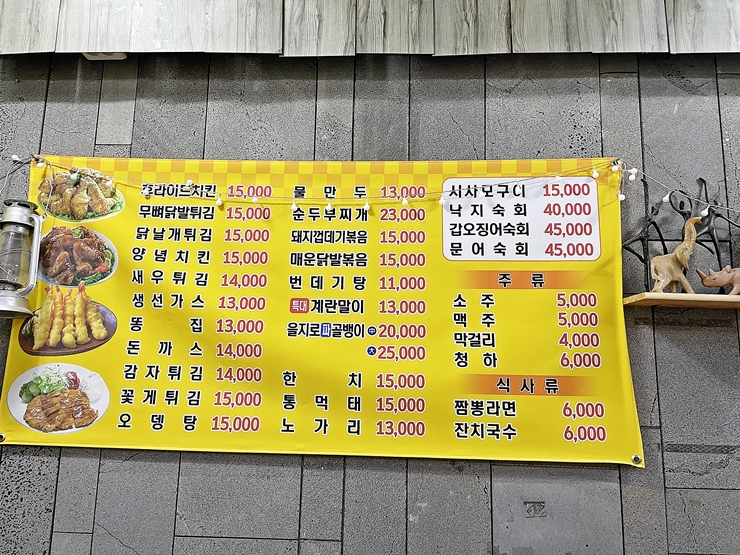 후라이드치킨 15,000
무뼈닭발튀김 15,000
닭날개튀김 15,000
양념치킨 15,000
새우튀김 14,000
생선가스 13,000
똥집 13,000
돈까스 14,000
감자튀김 14,000
꽃게튀김 15,000
오뎅탕 15,000
물만두 13,000
순두부찌개 23,000
돼지껍데기볶음 15,000
매운닭발볶음 15,000
번데기탕 11,000
특대 계란말이 13,000
을지로 파 골뱅이 中 20,000
大 25,000
한치 15,000
통먹태 15,000
노가리 13,000
시사모구이 15,000
낙지숙회 40,000
갑오징어숙회 45,000
문어숙회 45,000
주류
소주 5,000
맥주 5,000
막걸리 4,000
청하 6,000
식사류
짬뽕라면 6,000
잔치국수 6,000